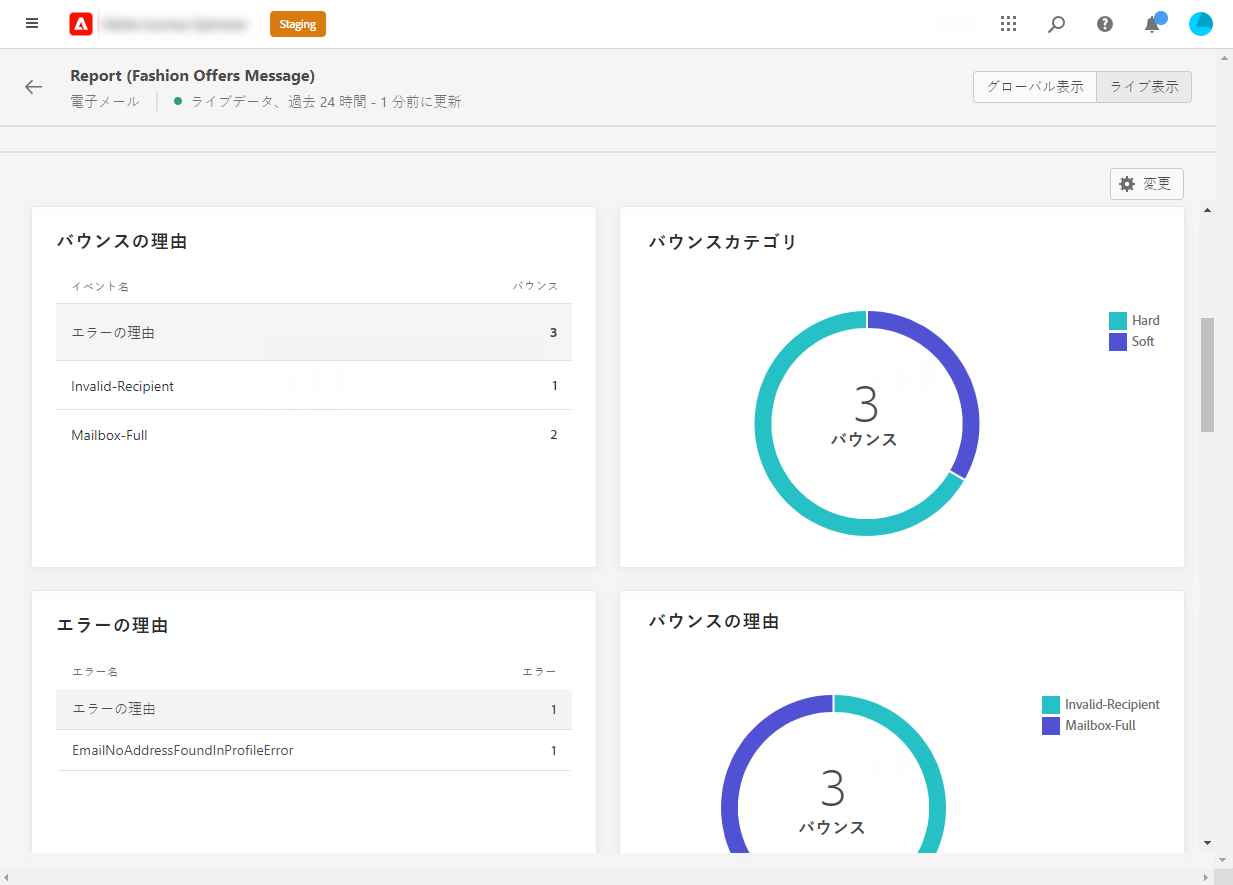 Staging
Report (Fashion Offers Message)
電子メール
ライブデータ、過去 24 時間 - 1 分前に更新
グローバル表示
ライブ表示
変更
バウンスの理由
イベント名 バウンス
エラーの理由 3
Invalid-Recipient 1
Mailbox-Full 2
バウンスカテゴリ
Hard
Soft
3
バウンス
エラーの理由
エラー名 エラー
エラーの理由 1
EmailNoAddressFoundInProfileError 1
バウンスの理由
Invalid-Recipient
Mailbox-Full
3
バウンス